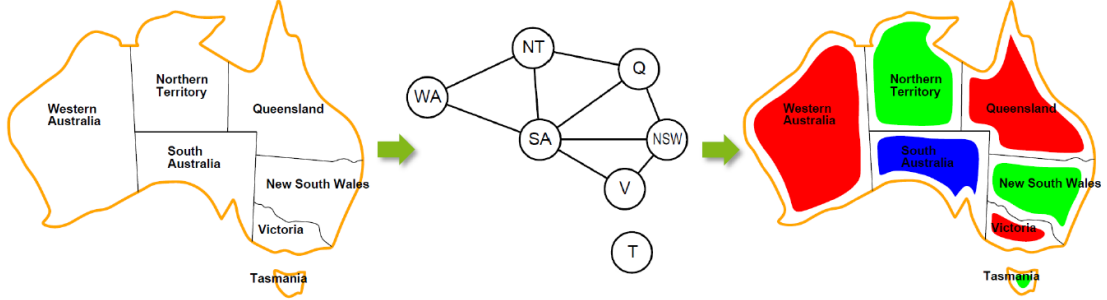 Northern
Territory
Western
Australia
Queensland
South
Australia
New South Wales
Victoria
Tasmania
NT
Q
WA
SA
NSW
V
T
Northern
Territory
Western
Australia
Queensland
South
Australia
New South Wales
Victoria
Tasmania